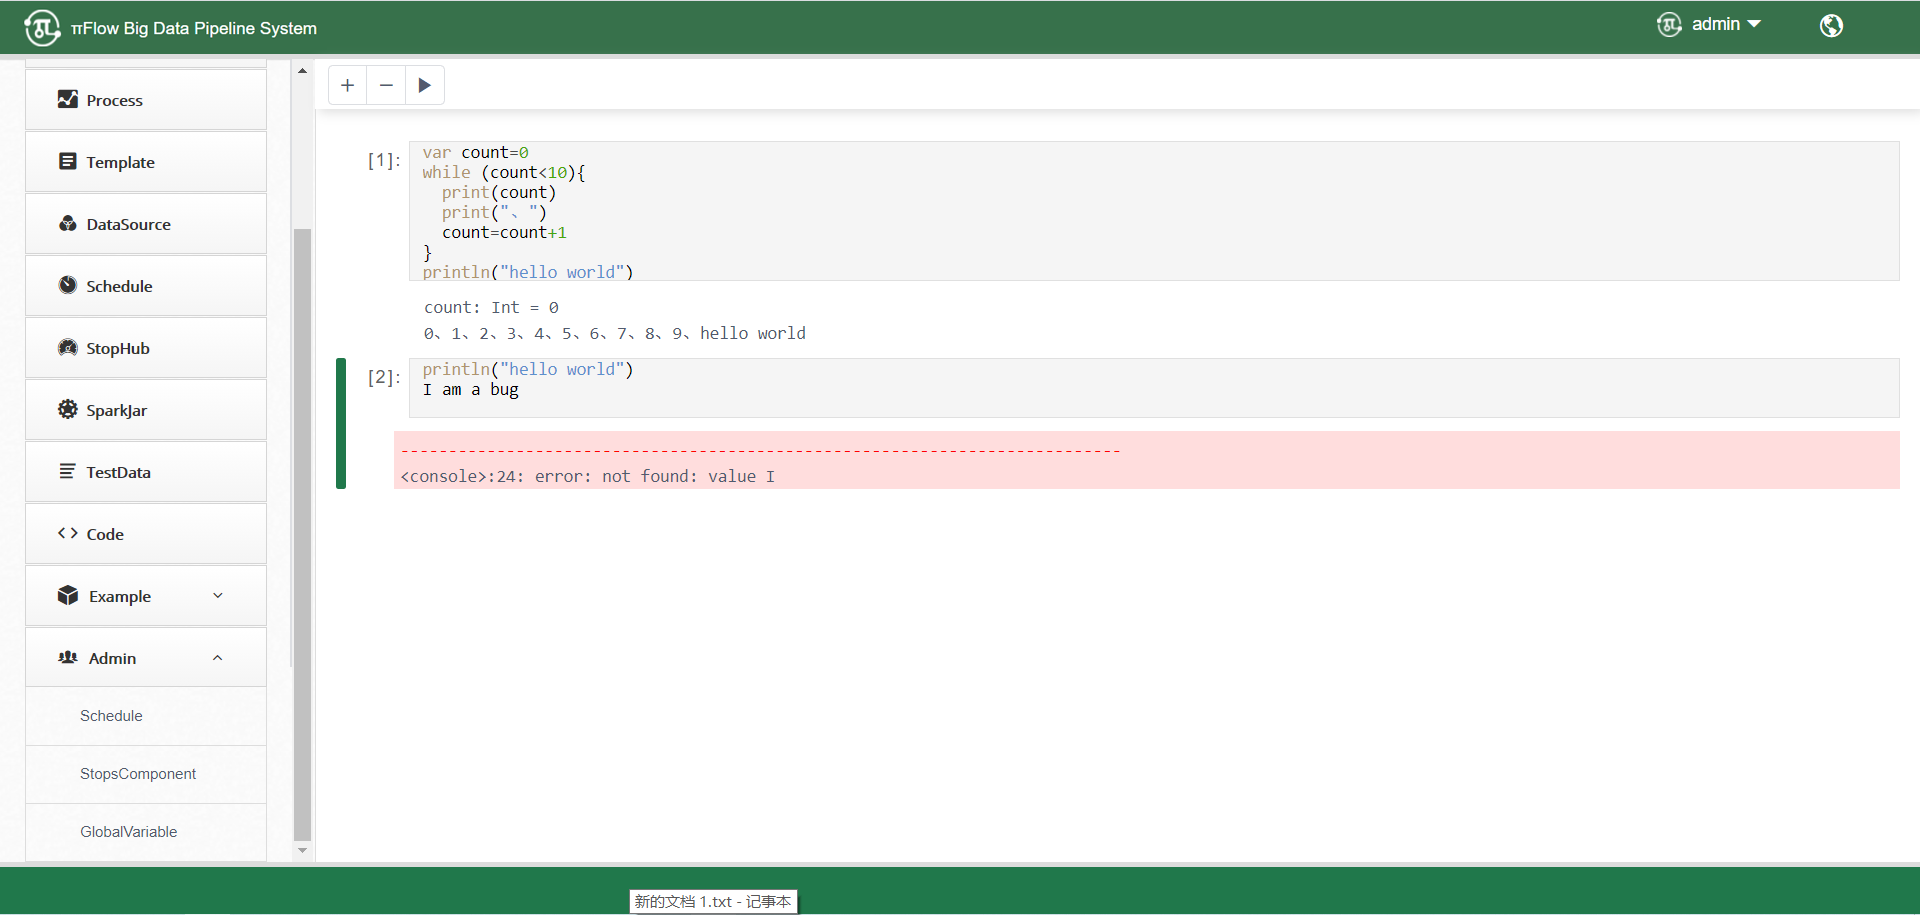 πFlow Big Data Pipeline System
admin
Process
Template
DataSource
Schedule
StopHub
SparkJar
TestData
Code
Example
Admin
Schedule
StopsComponent
GlobalVariable
[1]:
var count=0
while (count<10){
  print(count)
  print("、")
  count=count+1
}
println("hello world")
count: Int = 0
0、1、2、3、4、5、6、7、8、9、hello world
[2]:
println("hello world")
I am a bug
---------------------------------------------------------------------------
<console>:24: error: not found: value I
新的文档 1.txt - 记事本